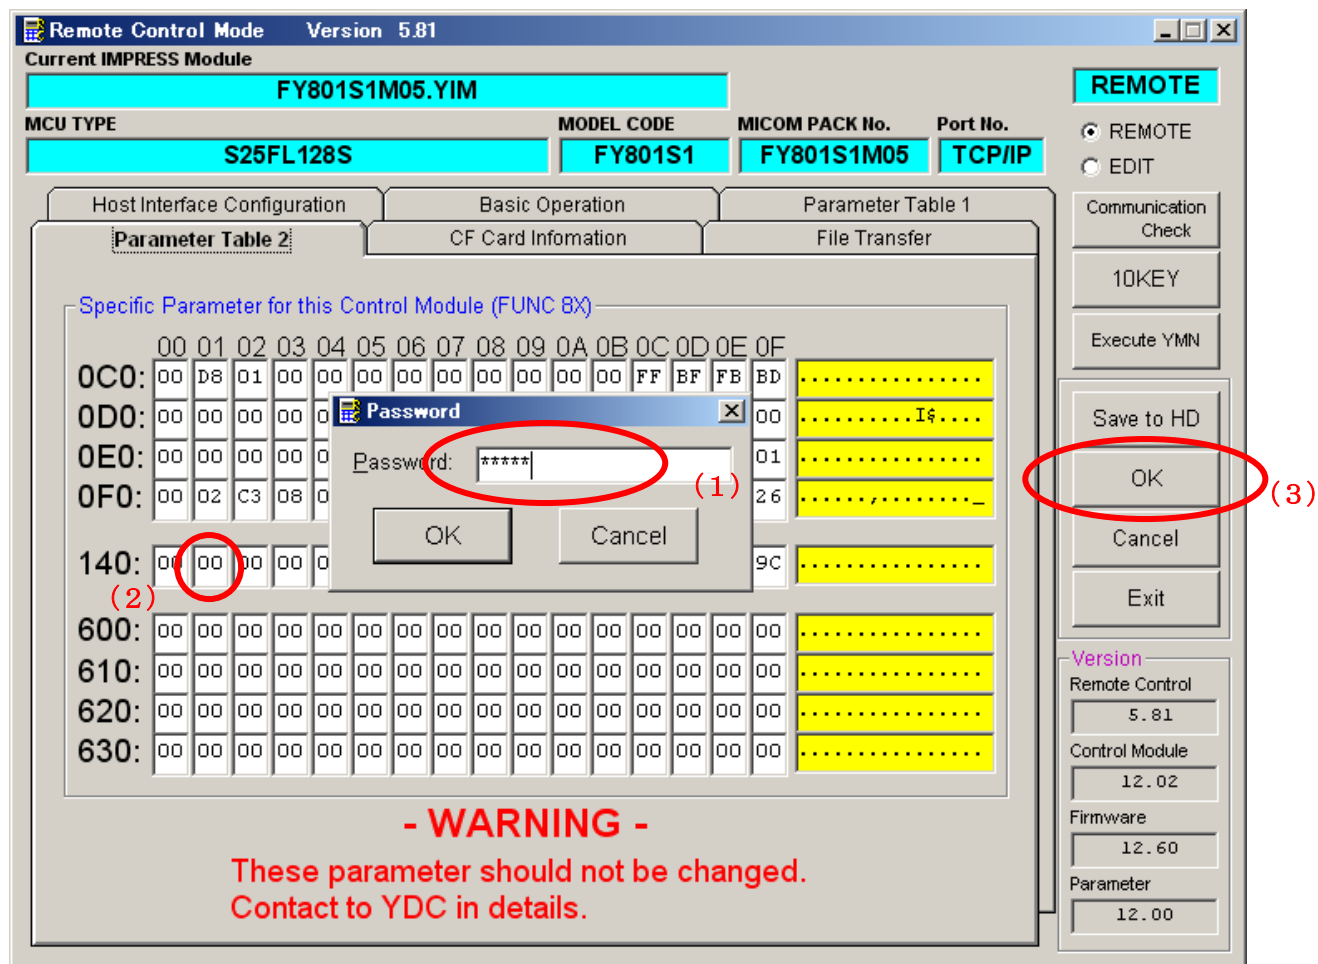 Remote Control Mode Version 5.81
Current IMPRESS Module
FY801S1M05.YIM
REMOTE
MCU TYPE MODEL CODE MICOM PACK No. Port No.
S25FL128S FY801S1 FY801S1M05 TCP/IP
REMOTE
EDIT
Host Interface Configuration Basic Operation Parameter Table 1
Parameter Table 2 CF Card Infomation File Transfer
Communication
Check
10KEY
Execute YMN
Specific Parameter for this Control Module (FUNC 8X)
00 01 02 03 04 05 06 07 08 09 0A 0B 0C 0D 0E 0F
0C0: 00 D8 01 00 00 00 00 00 00 00 00 00 FF BF FB BD ................
0D0: 00 00 00 00 0 00 ..........I$....
0E0: 00 00 00 00 0 01 ................
0F0: 00 02 C3 08 0 26 ......,........_
140: 00 00 00 00 0 9C ................
600: 00 00 00 00 00 00 00 00 00 00 00 00 00 00 00 00 ................
610: 00 00 00 00 00 00 00 00 00 00 00 00 00 00 00 00 ................
620: 00 00 00 00 00 00 00 00 00 00 00 00 00 00 00 00 ................
630: 00 00 00 00 00 00 00 00 00 00 00 00 00 00 00 00 ................
Password
Password: *****
(1)
OK Cancel
(2)
Save to HD
OK
(3)
Cancel
Exit
Version
Remote Control
5.81
Control Module
12.02
Firmware
12.60
Parameter
12.00
- WARNING -
These parameter should not be changed.
Contact to YDC in details.